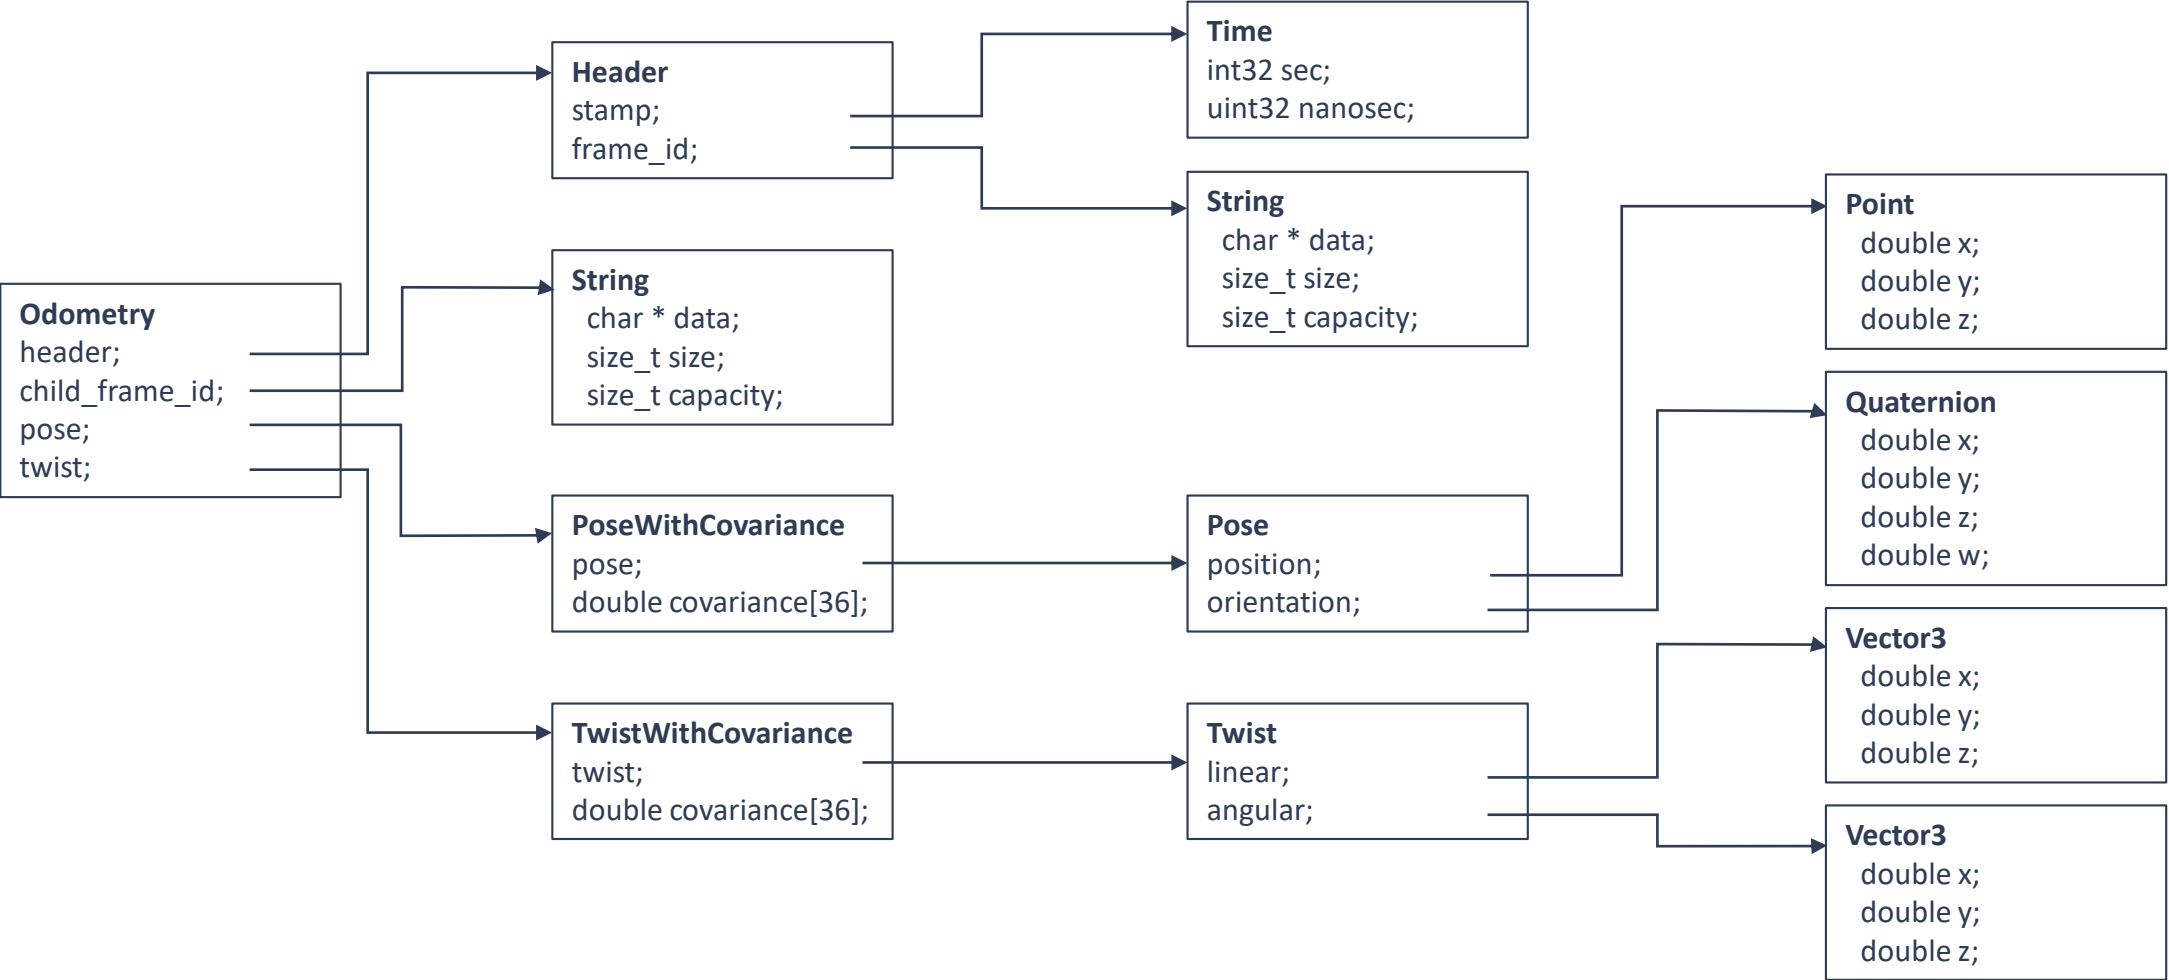 Odometry
header;
child_frame_id;
pose;
twist;
Header
stamp;
frame_id;
String
char * data;
size_t size;
size_t capacity;
PoseWithCovariance
pose;
double covariance[36];
TwistWithCovariance
twist;
double covariance[36];
Time
int32 sec;
uint32 nanosec;
String
char * data;
size_t size;
size_t capacity;
Pose
position;
orientation;
Twist
linear;
angular;
Point
double x;
double y;
double z;
Quaternion
double x;
double y;
double z;
double w;
Vector3
double x;
double y;
double z;
Vector3
double x;
double y;
double z;